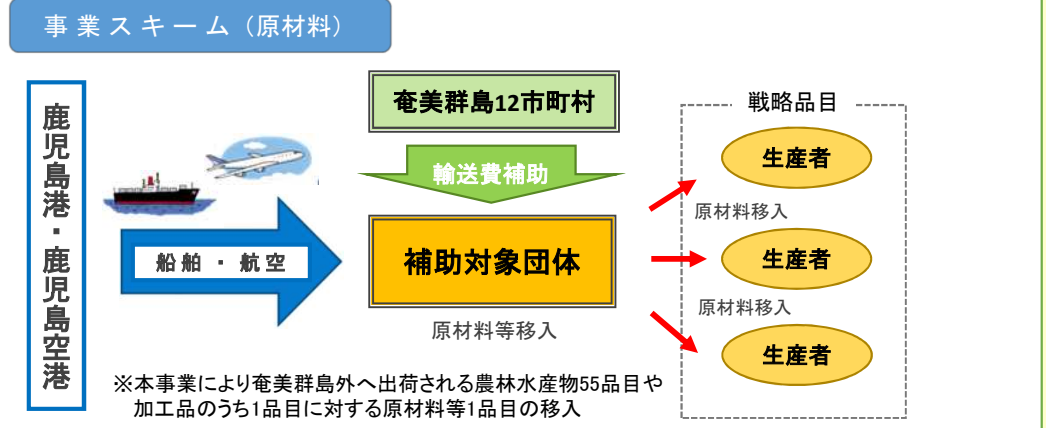 事業スキーム（原材料）
鹿児島港・鹿児島空港
船舶・航空
奄美群島12市町村
輸送費補助
補助対象団体
原材料等移入
戦略品目
生産者
原材料移入
生産者
原材料移入
生産者
※本事業により奄美群島外へ出荷される農林水産物55品目や
加工品のうち1品目に対する原材料等1品目の移入